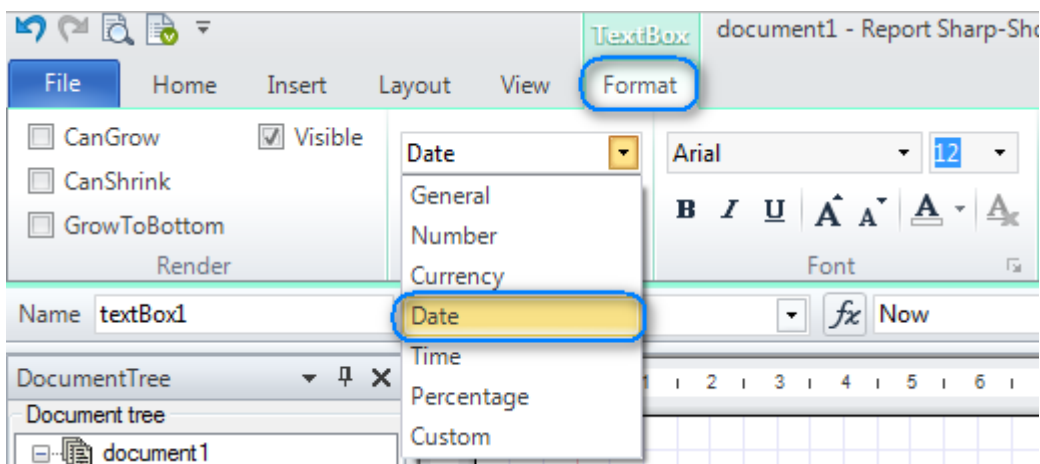 TextBox document1 - Report Sharp-Sho
File Home Insert Layout View Format
CanGrow Visible
CanShrink
GrowToBottom
Render
Date
General
Number
Currency
Date
Time
Percentage
Custom
Arial 12
B I U A A A A
Font
Name textBox1
fx Now
DocumentTree
1 2 3 4 5 6
Document tree
document1